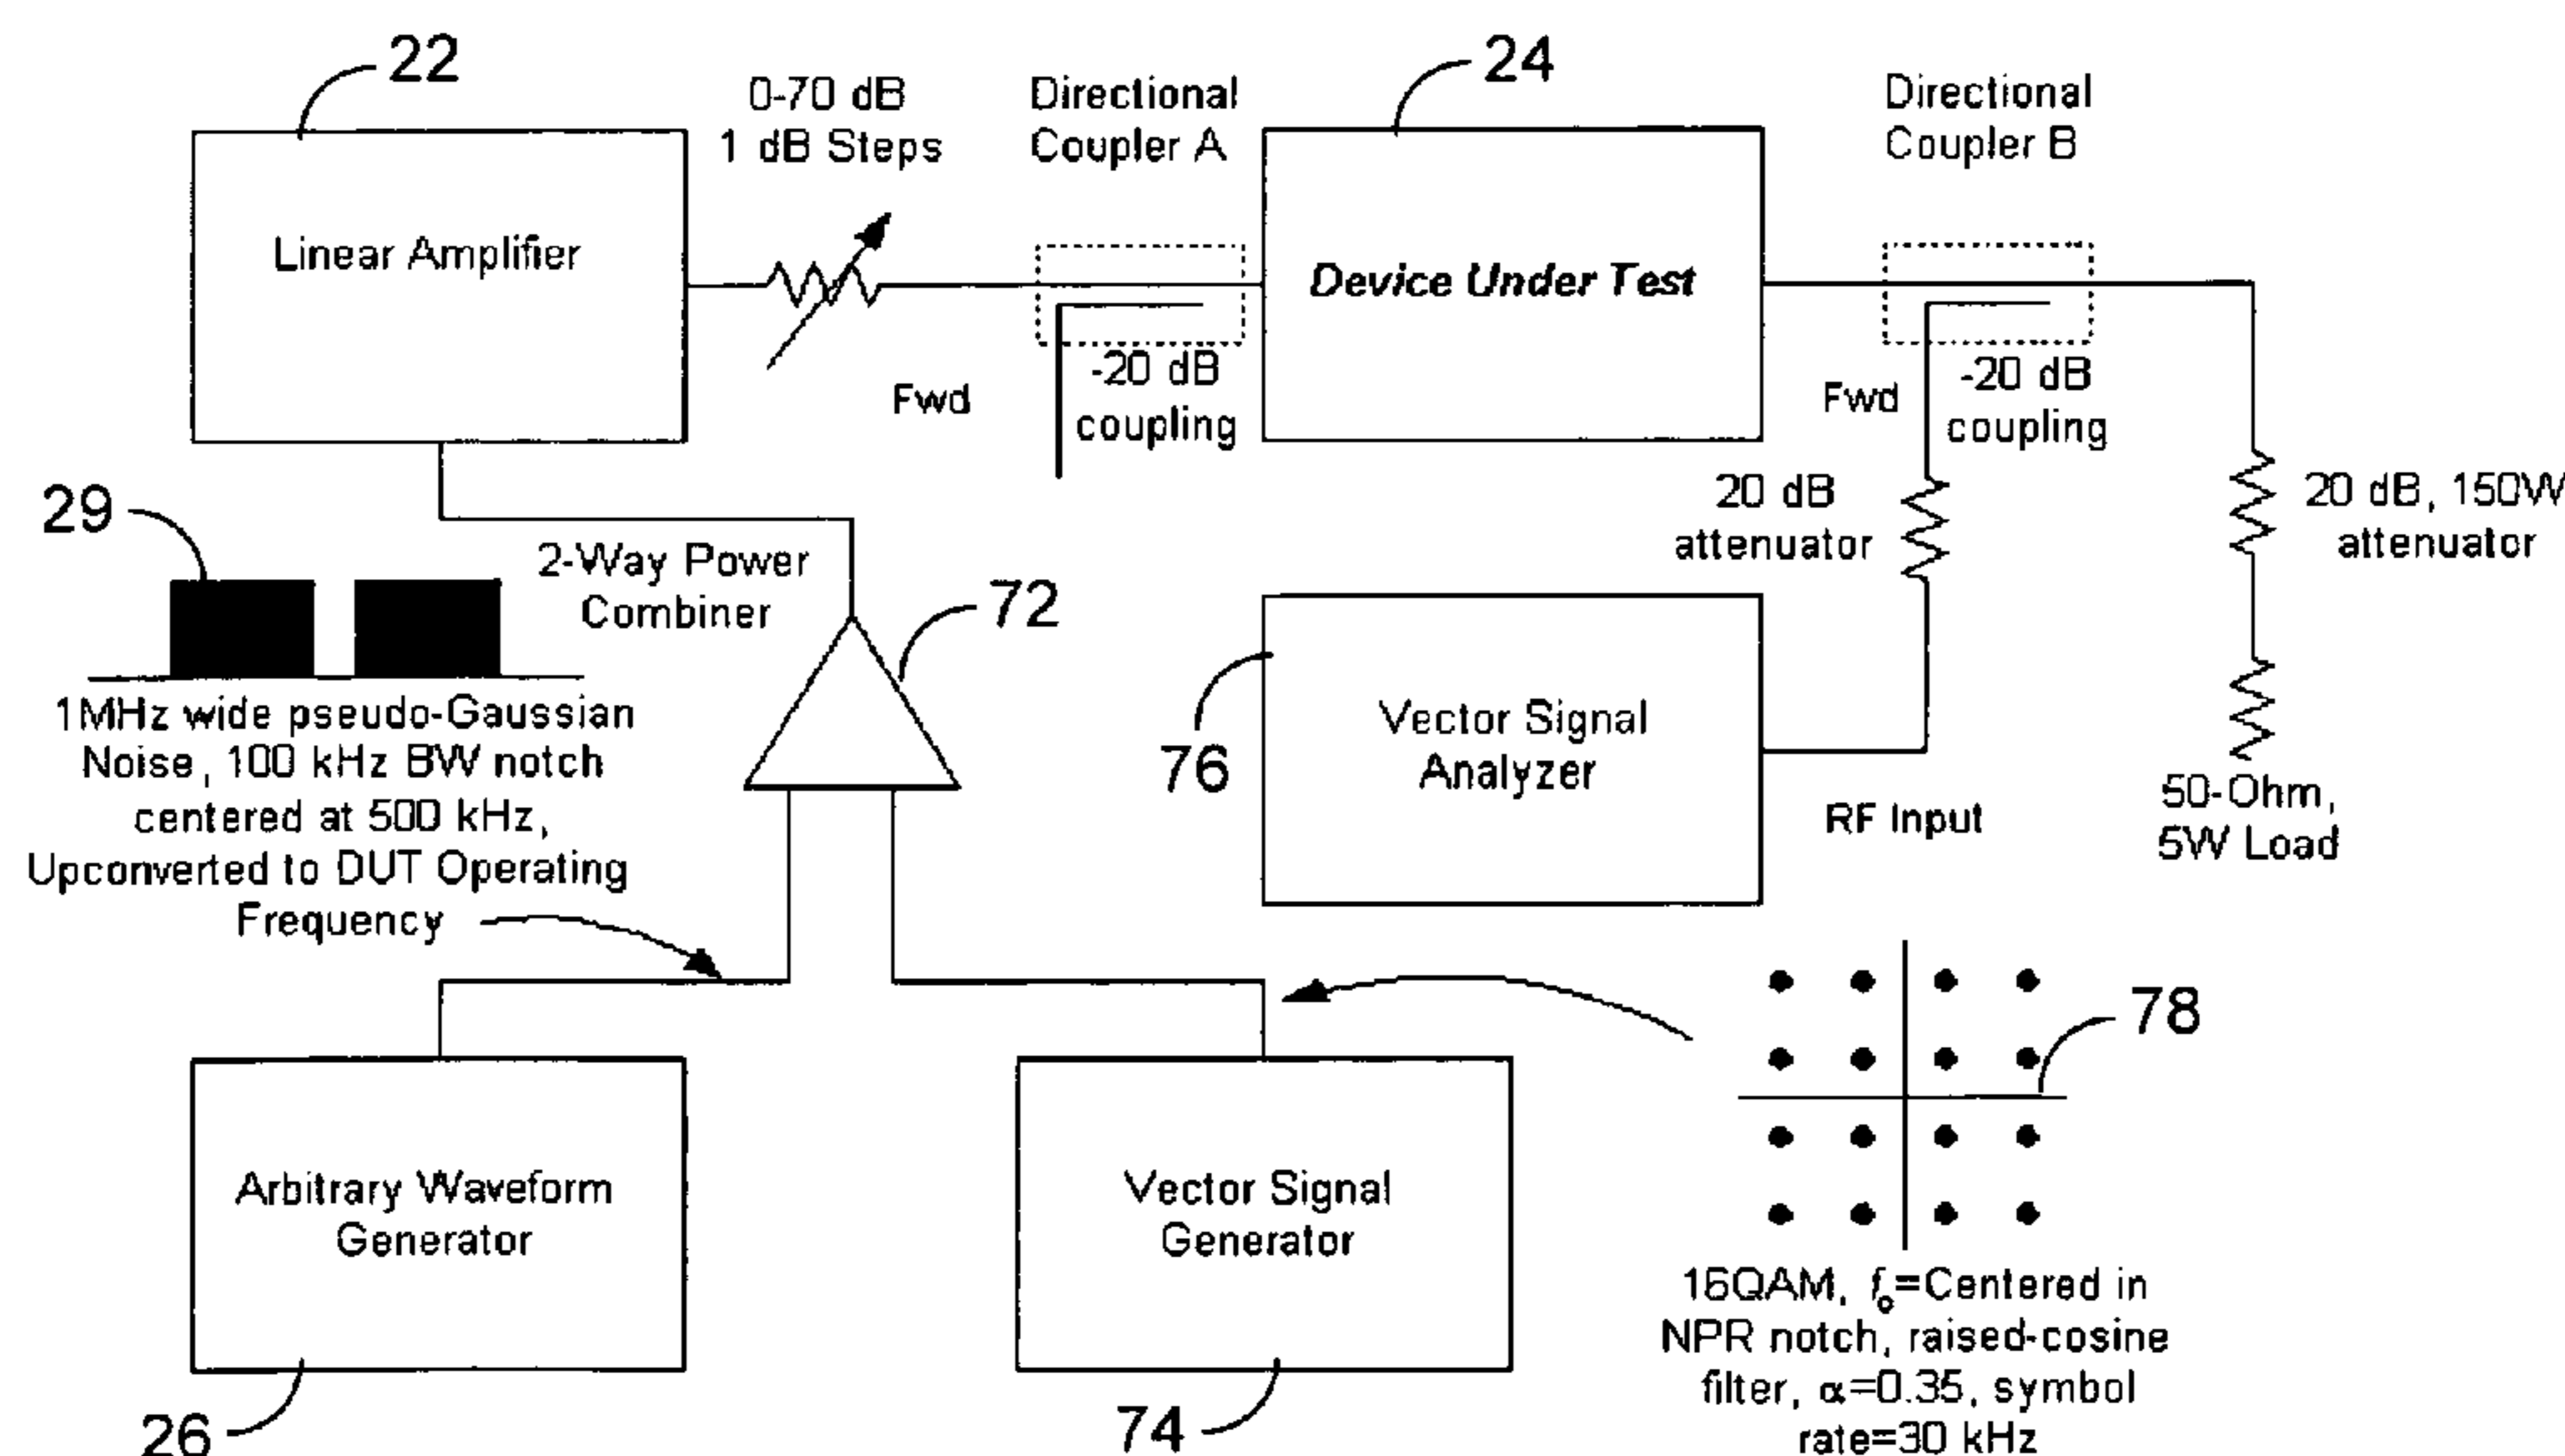 22
0-70 dB
1 dB Steps
Directional
Coupler A
24
Directional
Coupler B
Linear Amplifier
Device Under Test
Fwd
-20 dB
coupling
Fwd
-20 dB
coupling
29
2-Way Power
Combiner
72
20 dB
attenuator
20 dB, 150W
attenuator
1MHz wide pseudo-Gaussian
Noise, 100 kHz BW notch
centered at 500 kHz,
Upconverted to DUT Operating
Frequency
76
Vector Signal
Analyzer
RF Input
50-Ohm,
5W Load
78
Arbitrary Waveform
Generator
Vector Signal
Generator
16QAM, fo=Centered in
NPR notch, raised-cosine
filter, α=0.35, symbol
rate=30 kHz
26
74